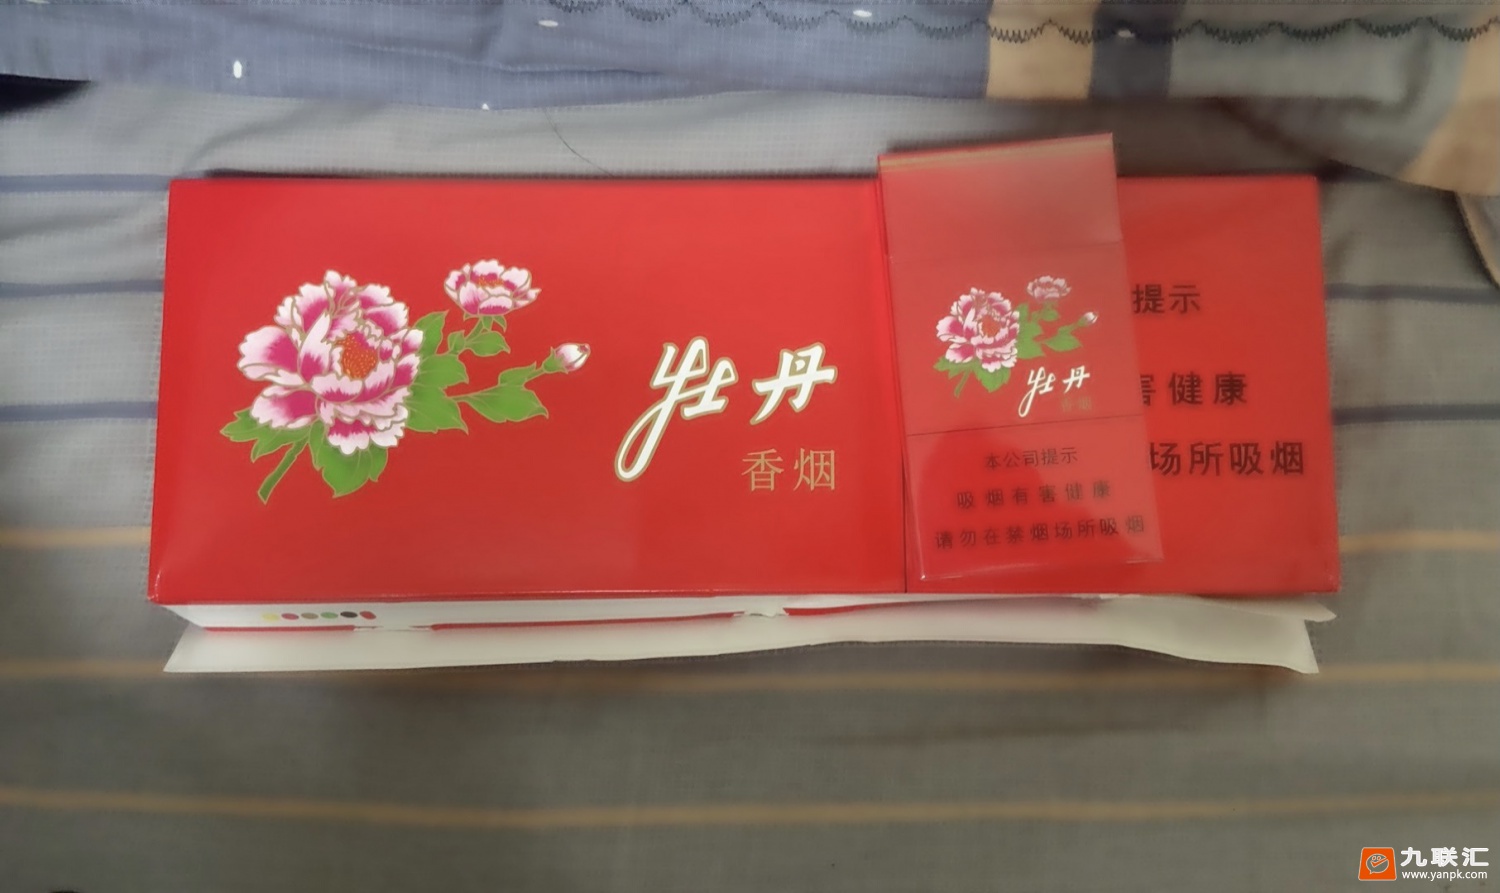 牡丹
香烟
牡丹
香烟
本公司提示
吸烟有害健康
请勿在禁烟场所吸烟
提示
害健康
场所吸烟
九联汇
www.yanpk.com